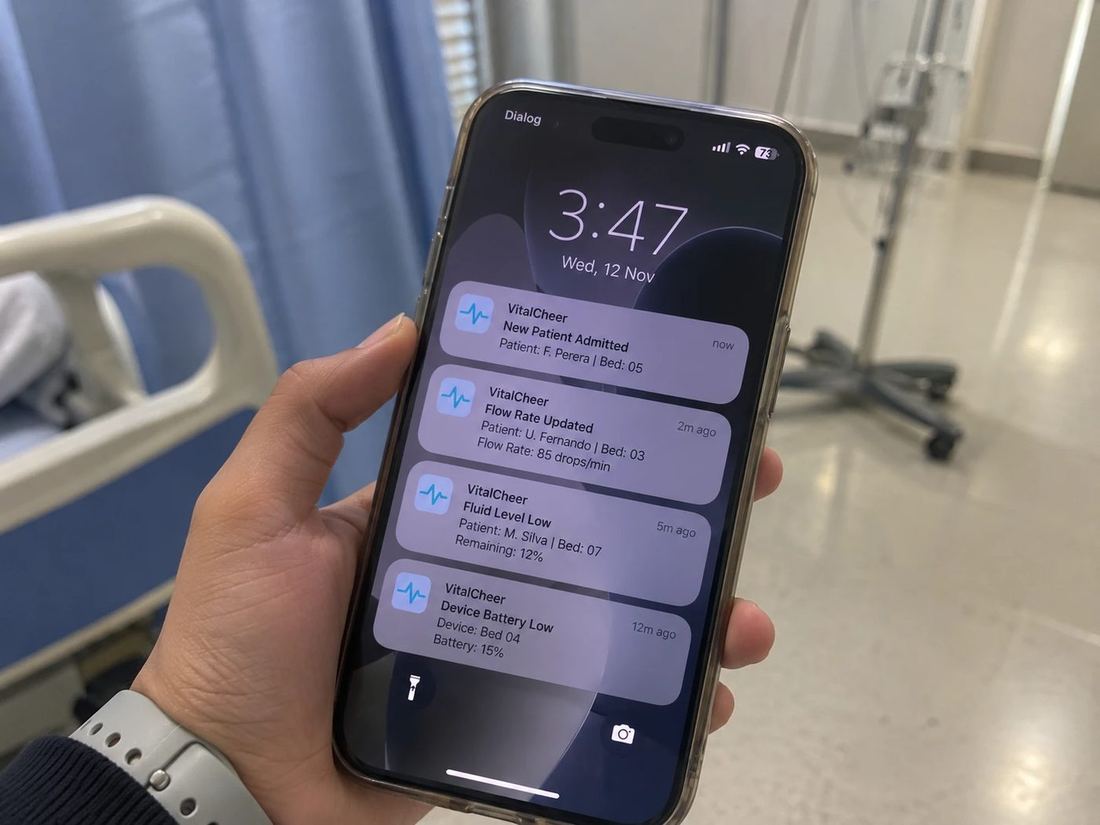 Dialog
73
3:47
Wed, 12 Nov
VitalCheer
now
New Patient Admitted
Patient: F. Perera | Bed: 05
VitalCheer
2m ago
Flow Rate Updated
Patient: U. Fernando | Bed: 03
Flow Rate: 85 drops/min
VitalCheer
5m ago
Fluid Level Low
Patient: M. Silva | Bed: 07
Remaining: 12%
VitalCheer
12m ago
Device Battery Low
Device: Bed 04
Battery: 15%